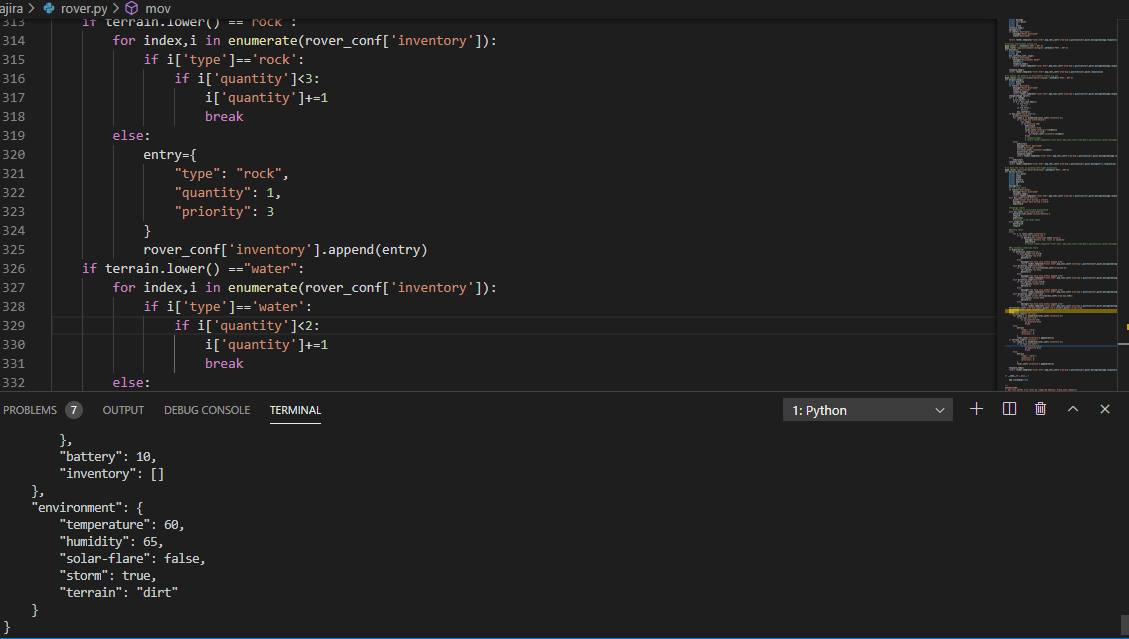 ajira > rover.py > mov
313 if terrain.lower() == 'rock':
314 for index,i in enumerate(rover_conf['inventory']):
315 if i['type']=='rock':
316 if i['quantity']<3:
317 i['quantity']+=1
318 break
319 else:
320 entry={
321 "type": "rock",
322 "quantity": 1,
323 "priority": 3
324 }
325 rover_conf['inventory'].append(entry)
326 if terrain.lower() =="water":
327 for index,i in enumerate(rover_conf['inventory']):
328 if i['type']=='water':
329 if i['quantity']<2:
330 i['quantity']+=1
331 break
332 else:
PROBLEMS 7 OUTPUT DEBUG CONSOLE TERMINAL 1: Python
},
"battery": 10,
"inventory": []
},
"environment": {
"temperature": 60,
"humidity": 65,
"solar-flare": false,
"storm": true,
"terrain": "dirt"
}
}